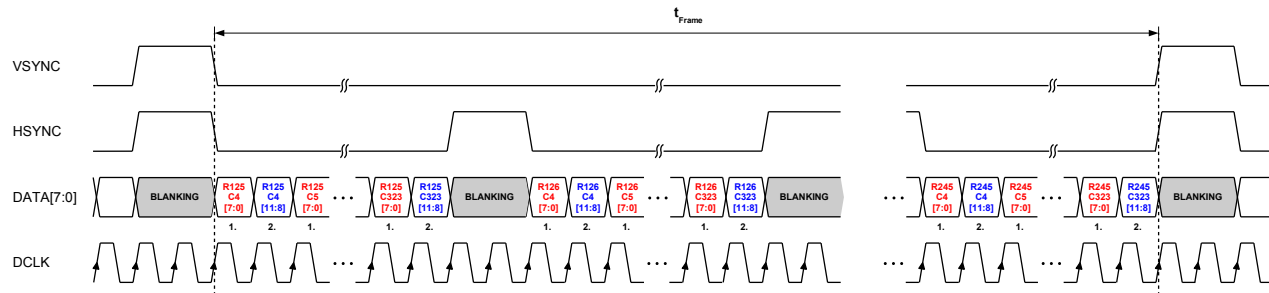 tFrame
VSYNC
HSYNC
DATA[7:0] BLANKING R125 C4 [7:0] R125 C4 [11:8] R125 C5 [7:0] ••• R125 C323 [7:0] R125 C323 [11:8] BLANKING R126 C4 [7:0] R126 C4 [11:8] R126 C5 [7:0] ••• R126 C323 [7:0] R126 C323 [11:8] BLANKING ••• R245 C4 [7:0] R245 C4 [11:8] R245 C5 [7:0] ••• R245 C323 [7:0] R245 C323 [11:8] BLANKING
1. 2. 1. 1. 2. 1. 2. 1. 1. 2. 1. 2. 1. 1. 2.
DCLK ••• ••• ••• •••